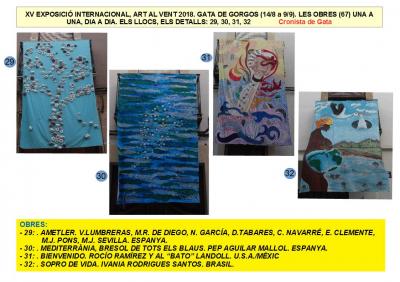 XV EXPOSICIÓ INTERNACIONAL, ART AL VENT 2018. GATA DE GORGOS (14/8 a 9/9). LES OBRES (67) UNA A
UNA, DIA A DIA. ELS LLOCS, ELS DETALLS: 29, 30, 31, 32 Cronista de Gata
29
31
30
32
OBRES:
- 29: . AMETLER. V.LUMBRERAS, M.R. DE DIEGO, N. GARCÍA, D.TABARES, C. NAVARRÉ, E. CLEMENTE,
M.J. PONS, M.J. SEVILLA. ESPANYA.
- 30: . MEDITERRÀNIA, BRESOL DE TOTS ELS BLAUS. PEP AGUILAR MALLOL. ESPANYA.
- 31: . BIENVENIDO. ROCÍO RAMÍREZ Y AL "BATO" LANDOLL. U.S.A./MÉXIC
- 32: . SOPRO DE VIDA. IVANIA RODRIGUES SANTOS. BRASIL.